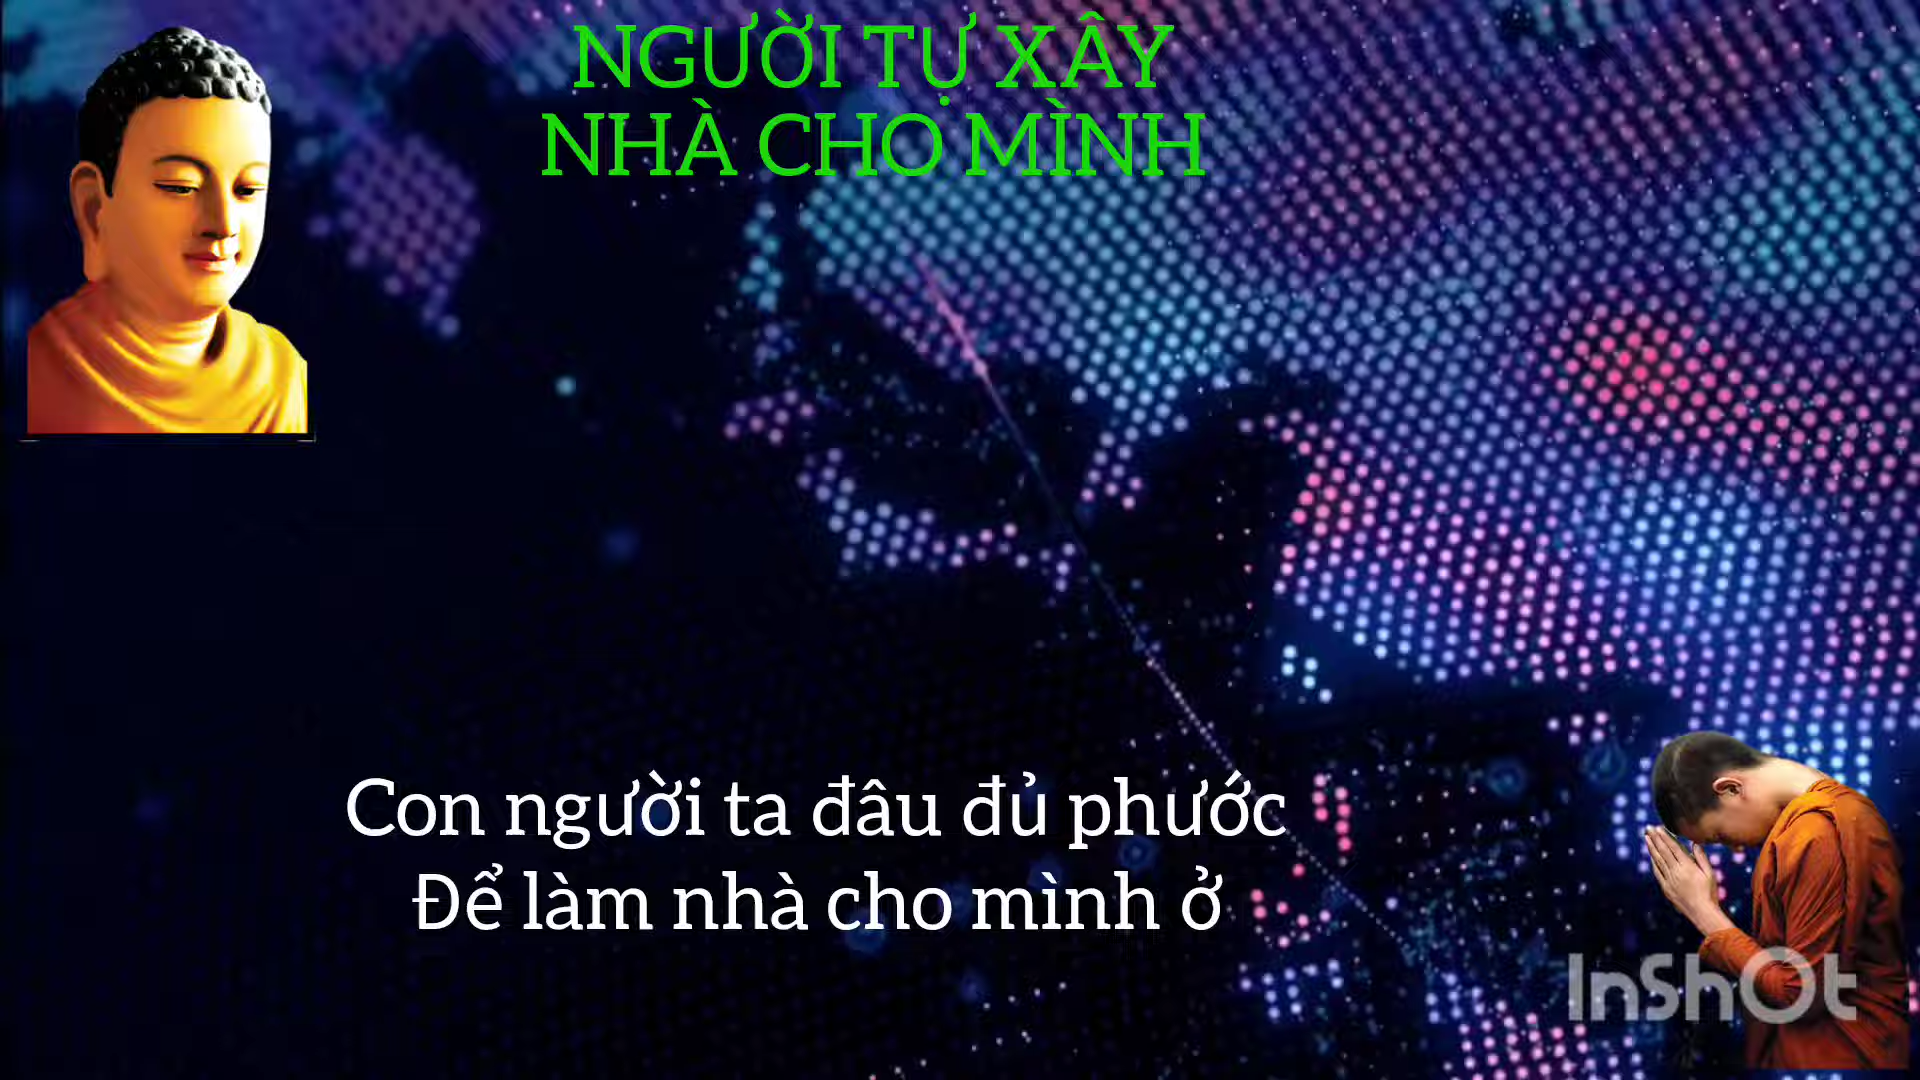 NGƯỜI TỰ XÂY
NHÀ CHO MÌNH
Con người ta đâu đủ phước
Để làm nhà cho mình ở
InShOt